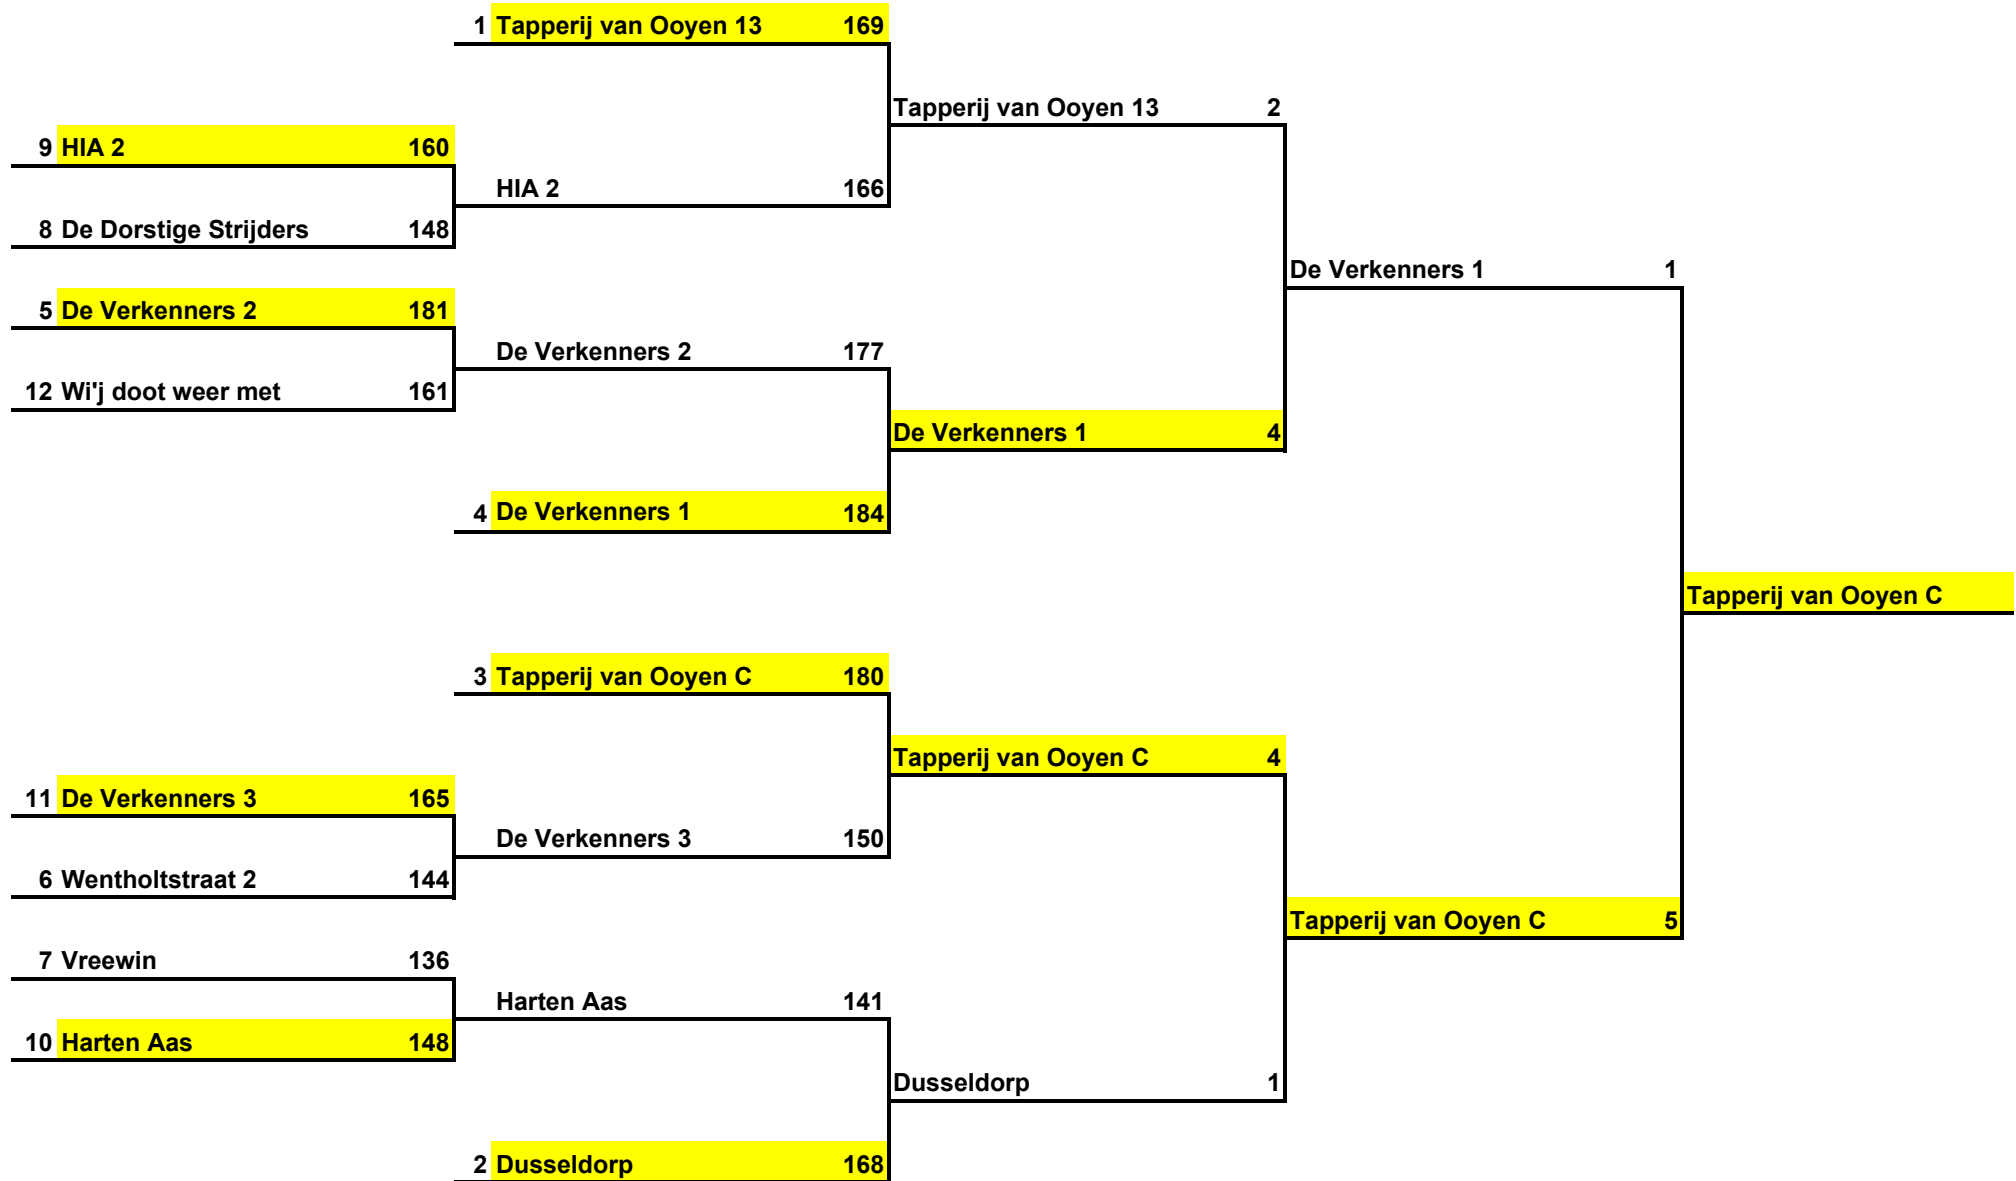 1 Tapperij van Ooyen 13 169
Tapperij van Ooyen 13 2
9 HIA 2 160
HIA 2 166
8 De Dorstige Strijders 148
De Verkenners 1 1
5 De Verkenners 2 181
De Verkenners 2 177
12 Wi'j doot weer met 161
De Verkenners 1 4
4 De Verkenners 1 184
Tapperij van Ooyen C
3 Tapperij van Ooyen C 180
Tapperij van Ooyen C 4
11 De Verkenners 3 165
De Verkenners 3 150
6 Wentholtstraat 2 144
Tapperij van Ooyen C 5
7 Vreewin 136
Harten Aas 141
10 Harten Aas 148
Dusseldorp 1
2 Dusseldorp 168